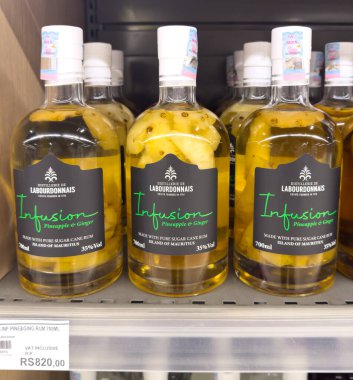 DISTILLERIE DE
LABOURDONNAIS
Infusion
Pineapple & Ginger
MADE WITH PURE SUGAR CANE RUM
700ml ISLAND OF MAURITIUS 35%Vol
DISTILLERIE DE
LABOURDONNAIS
Infusion
Pineapple & Ginger
MADE WITH PURE SUGAR CANE RUM
700ml ISLAND OF MAURITIUS 35%Vol
DISTILLERIE DE
LABOURDONNAIS
Infusion
Pineapple & Ginger
MADE WITH PURE SUGAR CANE RUM
700ml ISLAND OF MAURITIUS 35%Vol
VAT INCLUSIVE
RS820,00